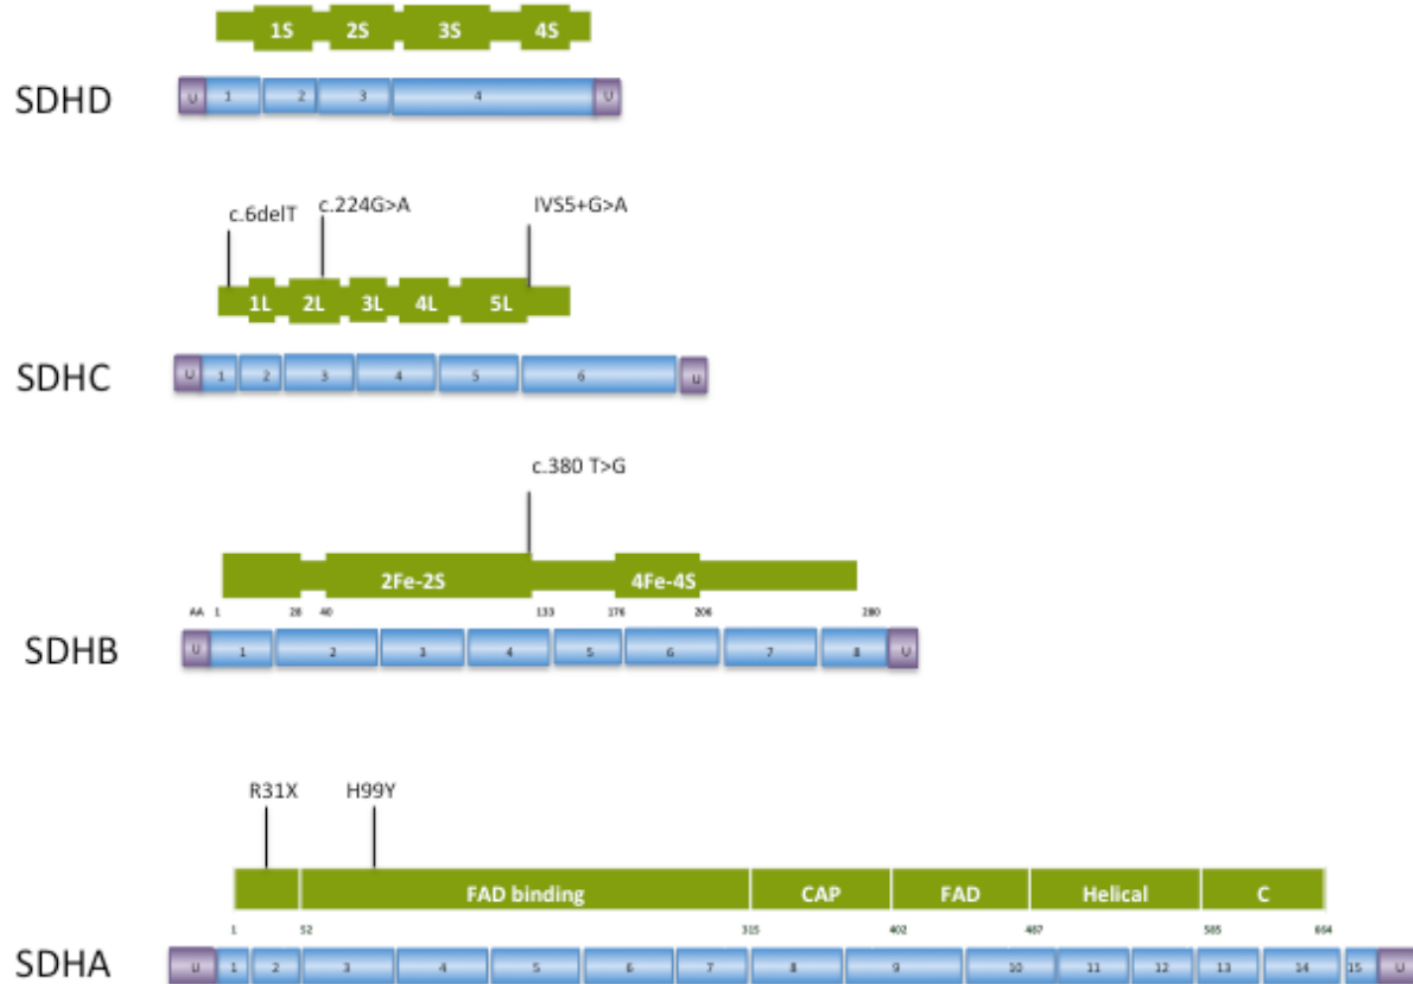 1S 2S 3S 4S
SDHD
U 1 2 3 4 U
c.6delT c.224G>A IVS5+G>A
1L 2L 3L 4L 5L
SDHC
U 1 2 3 4 5 6 U
c.380 T>G
2Fe-2S 4Fe-4S
AA 1 28 40 133 176 206 280
SDHB
U 1 2 3 4 5 6 7 8 U
R31X H99Y
FAD binding CAP FAD Helical C
1 52 315 402 487 585 664
SDHA
U 1 2 3 4 5 6 7 8 9 10 11 12 13 14 15 U